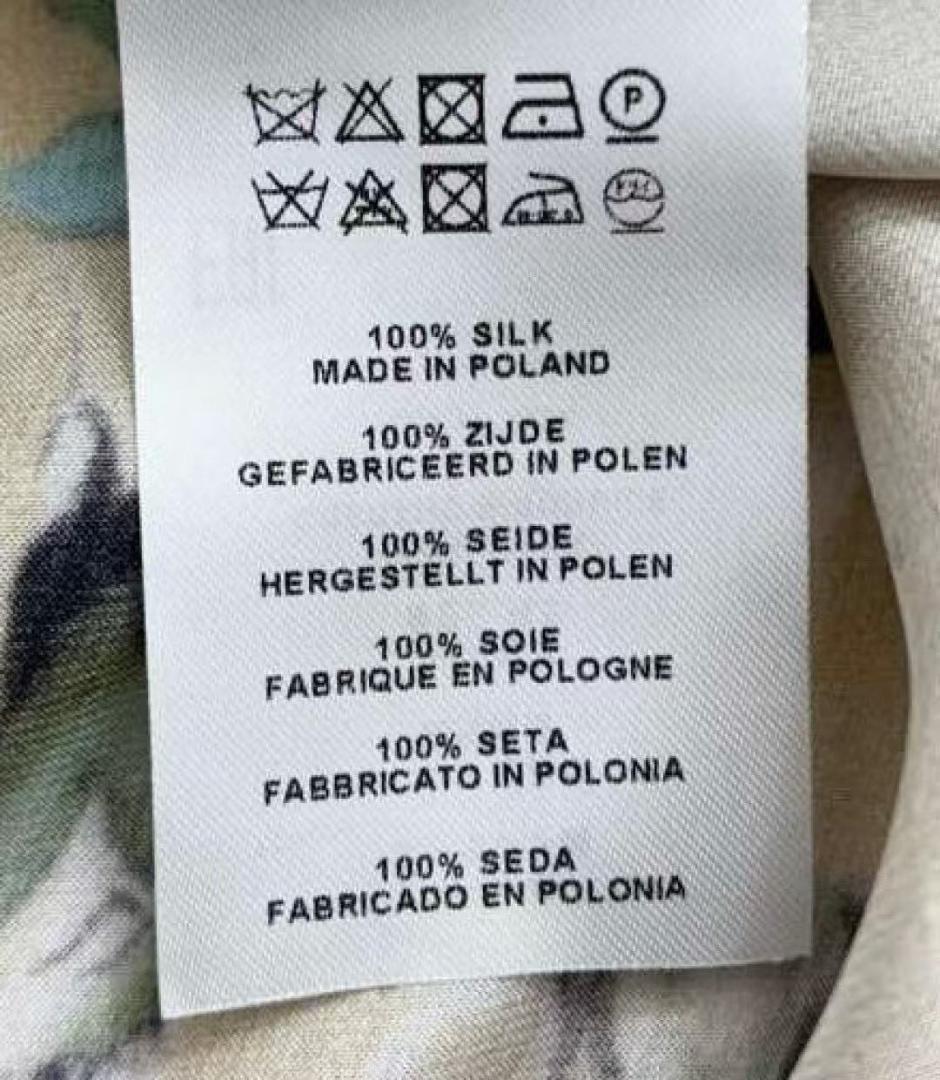 P
100% SILK
MADE IN POLAND
100% ZIJDE
GEFABRICEERD IN POLEN
100% SEIDE
HERGESTELLT IN POLEN
100% SOIE
FABRIQUE EN POLOGNE
100% SETA
FABBRICATO IN POLONIA
100% SEDA
FABRICADO EN POLONIA